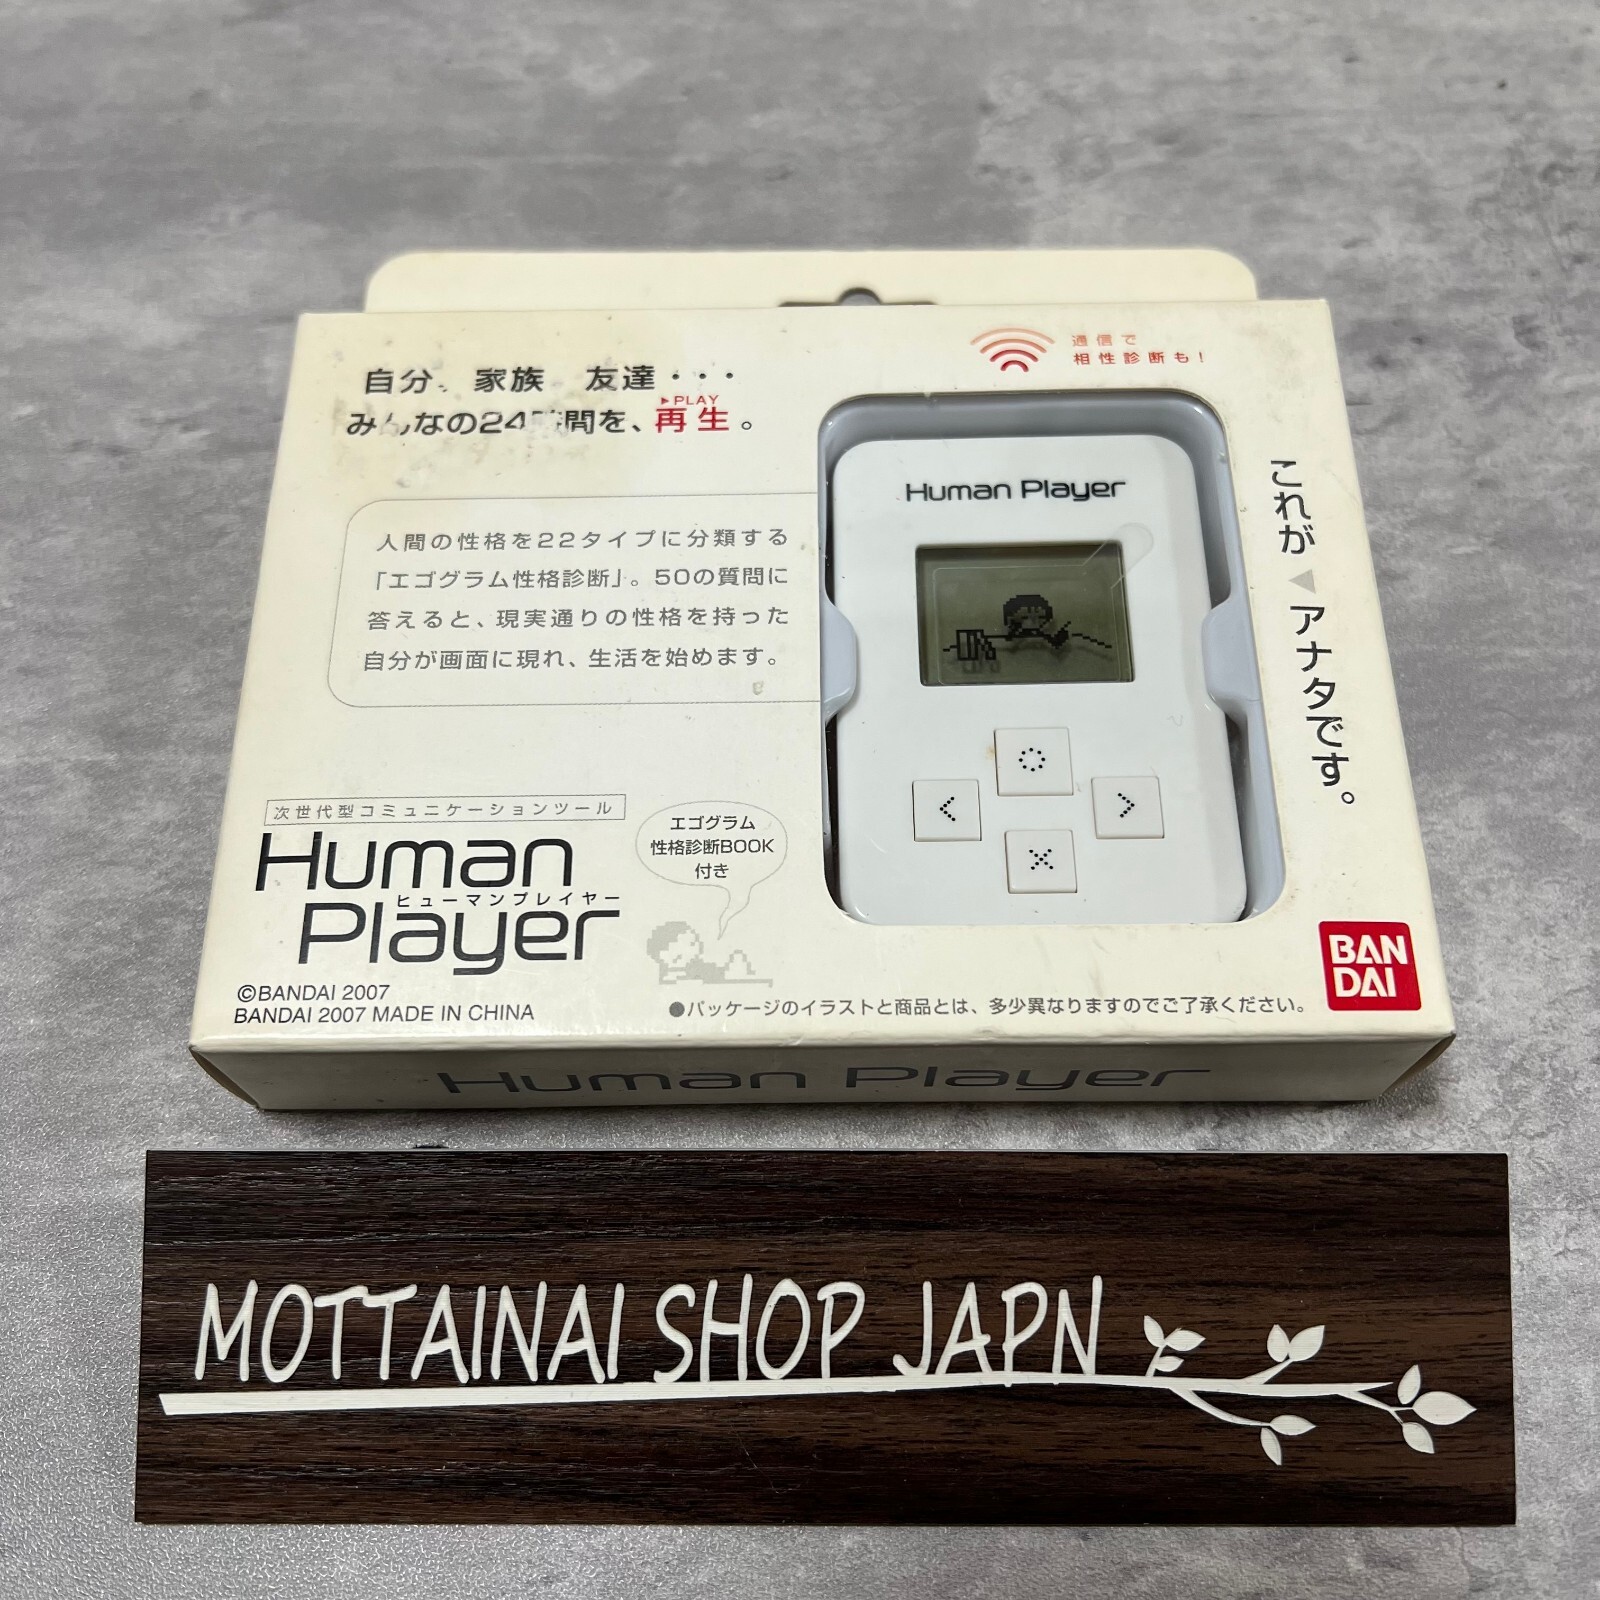 自分、家族 友達・・・
▶PLAY
みんなの24時間を、再生。
通信で
相性診断も！
人間の性格を22タイプに分類する
「エゴグラム性格診断」。50の質問に
答えると、現実通りの性格を持った
自分が画面に現れ、生活を始めます。
Human Player
これが◀アナタです。
次世代型コミュニケーションツール
Human
ヒューマンプレイヤー
Player
エゴグラム
性格診断BOOK
付き
©BANDAI 2007
BANDAI 2007 MADE IN CHINA
●パッケージのイラストと商品とは、多少異なりますのでご了承ください。
BAN
DAI
Human Player
MOTTAINAI SHOP JAPN